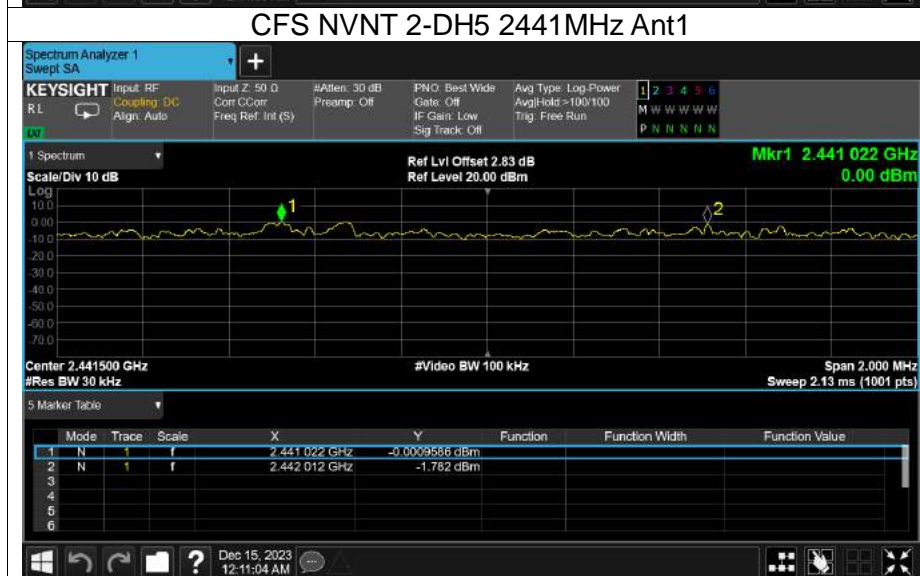 CFS NVNT 2-DH5 2441MHz Ant1
Spectrum Analyzer 1
Swept SA
+
KEYSIGHT Input: RF Input Z: 50 Ω #Atten: 30 dB PNO: Best Wide Avg Type: Log-Power 1 2 3 4 5 6
RL Coupling: DC Corr CCorr Preamp: Off Gate: Off Avg|Hold:>100/100 M W W W W W
Align: Auto Freq Ref: Int (S) IF Gain: Low Trig: Free Run
LXI Sig Track: Off P N N N N N
1 Spectrum Ref Lvl Offset 2.83 dB Mkr1 2.441 022 GHz
Scale/Div 10 dB Ref Level 20.00 dBm 0.00 dBm
Log
10.0 1 2
0.00
-10.0
-20.0
-30.0
-40.0
-50.0
-60.0
-70.0
Center 2.441500 GHz #Video BW 100 kHz Span 2.000 MHz
#Res BW 30 kHz Sweep 2.13 ms (1001 pts)
5 Marker Table
Mode Trace Scale X Y Function Function Width Function Value
1 N 1 f 2.441 022 GHz -0.0009586 dBm
2 N 1 f 2.442 012 GHz -1.782 dBm
3
4
5
6
? Dec 15, 2023
12:11:04 AM